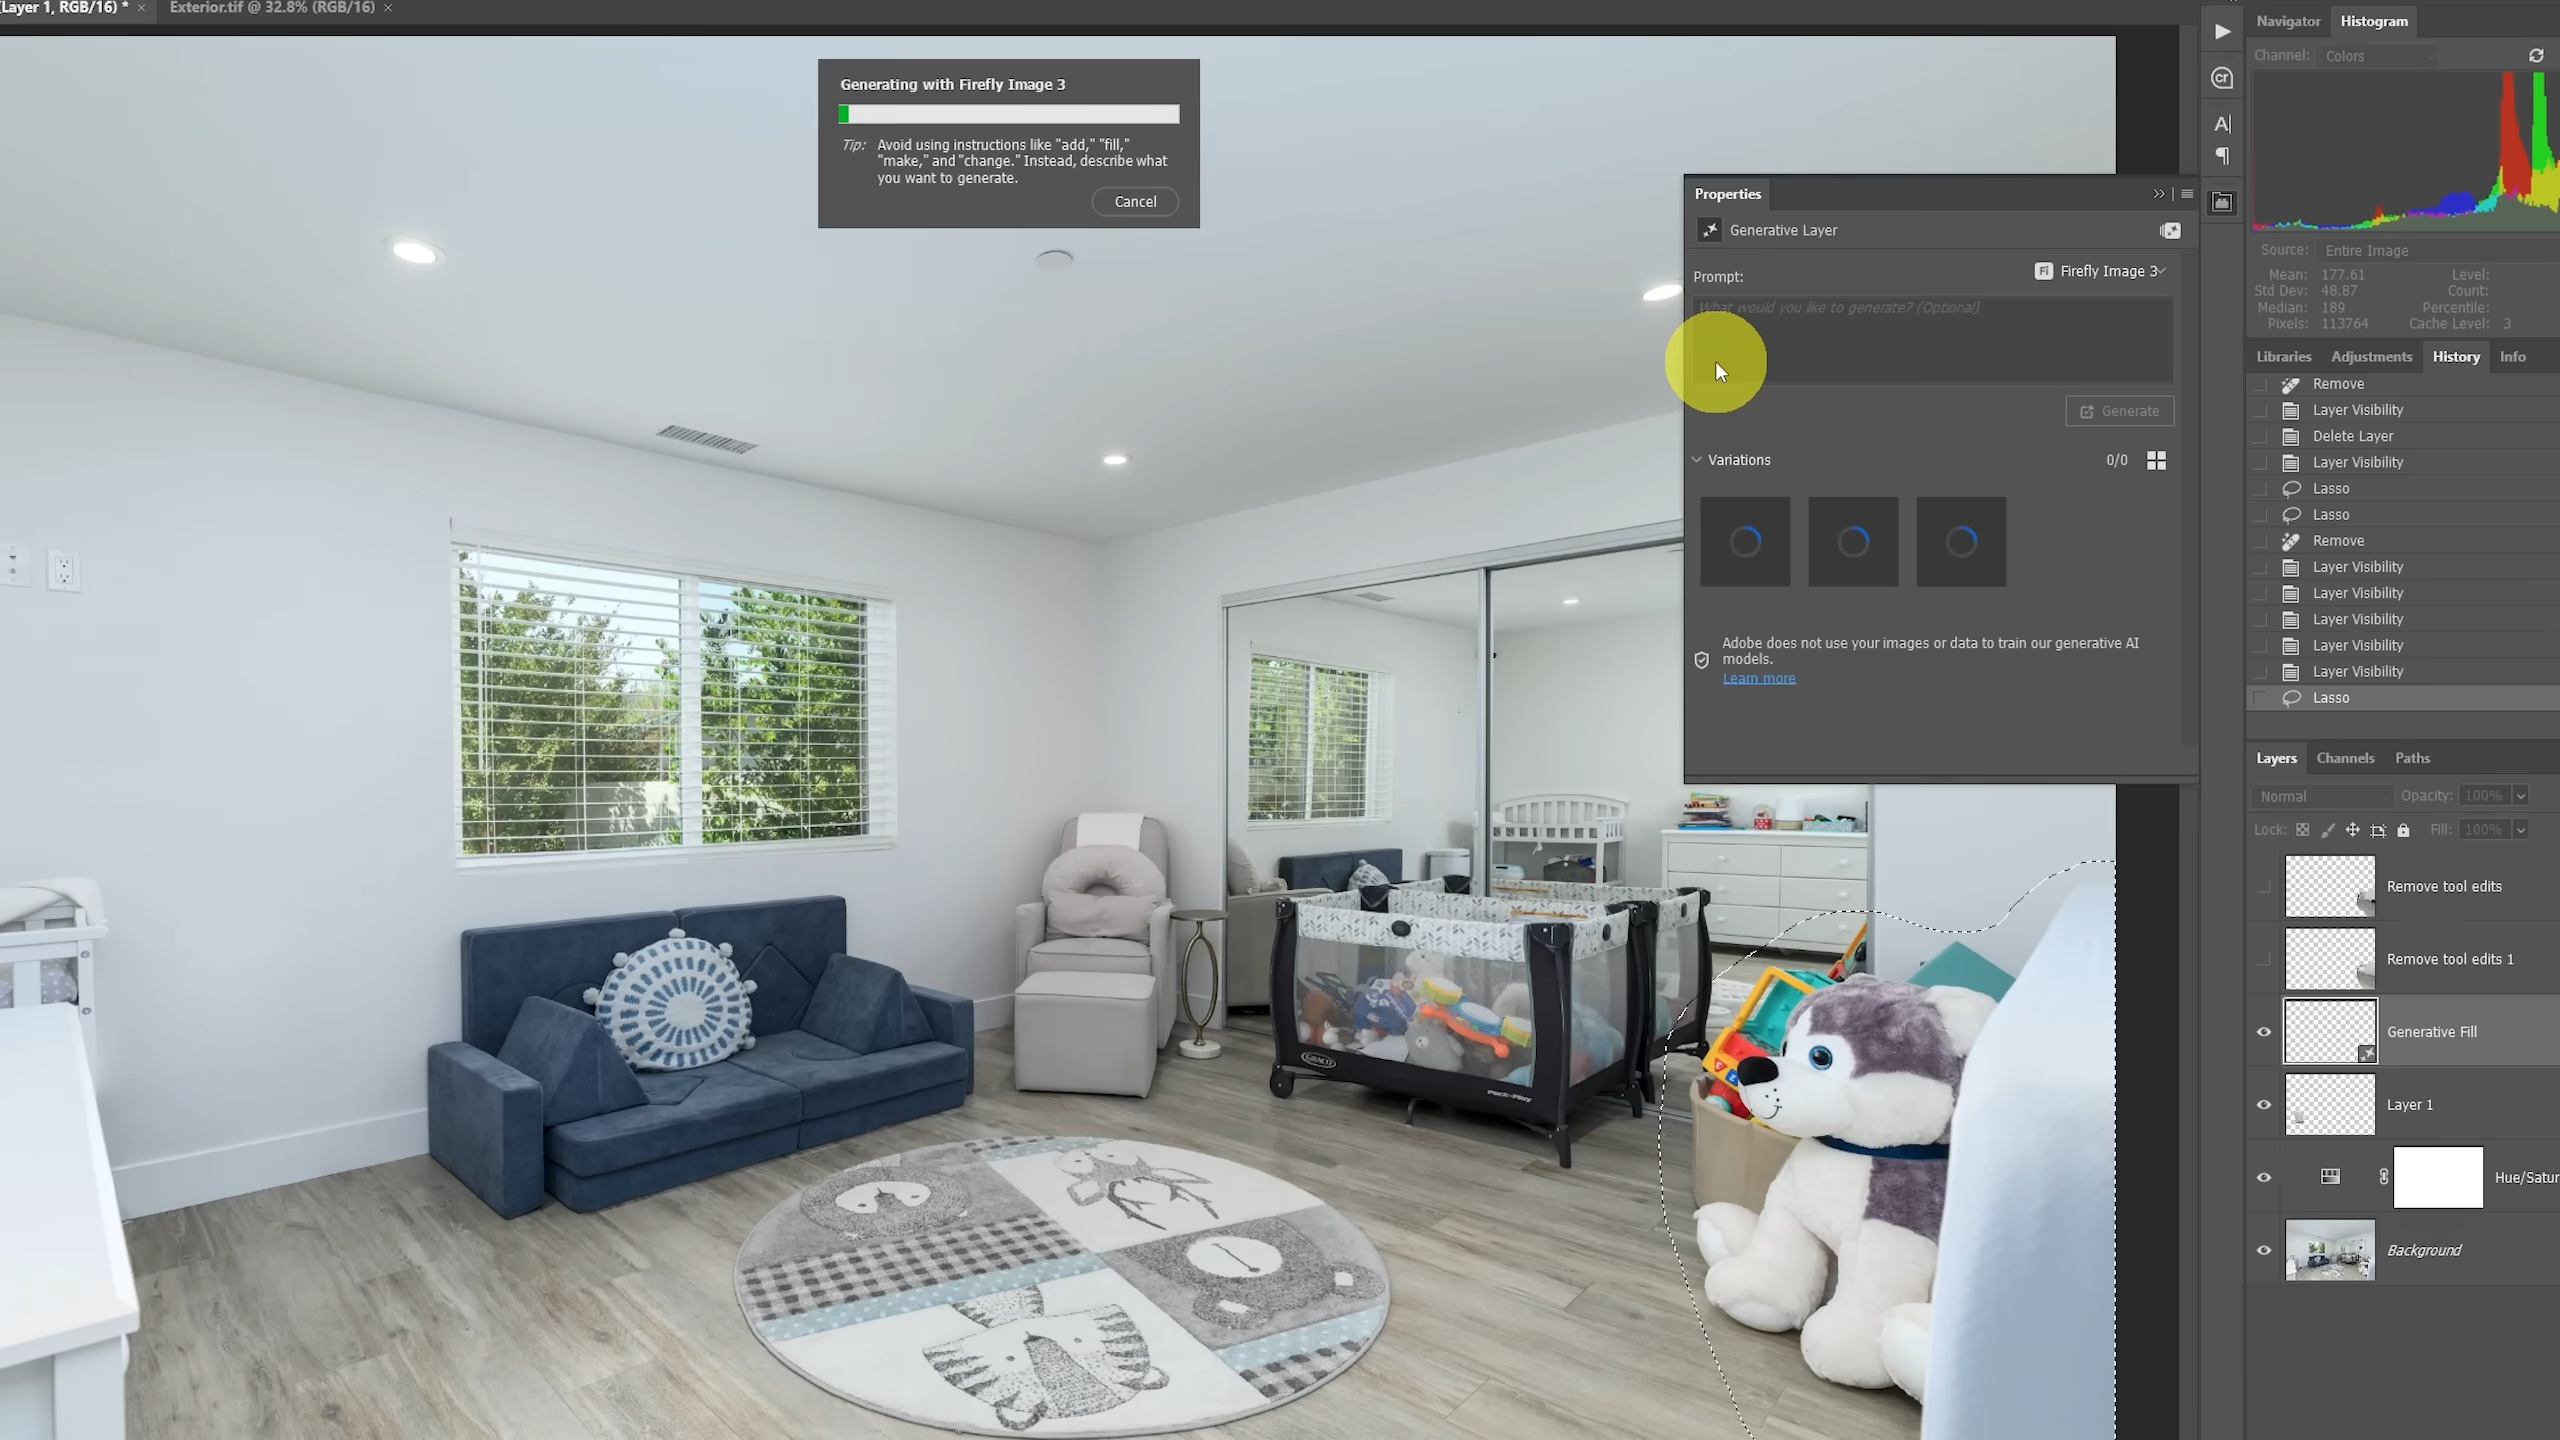 (Layer 1, RGB/16) * ×
Exterior.tif @ 32.8% (RGB/16) ×
Generating with Firefly Image 3
Tip: Avoid using instructions like "add," "fill,"
"make," and "change." Instead, describe what
you want to generate.
Cancel
Properties
Generative Layer
Prompt:
Fi Firefly Image 3
What would you like to generate? (Optional)
Generate
Variations
0/0
Adobe does not use your images or data to train our generative AI
models.
Learn more
Navigator
Histogram
Channel: Colors
Source: Entire Image
Mean: 177.61 Level:
Std Dev: 48.87 Count:
Median: 189 Percentile:
Pixels: 113764 Cache Level: 3
Libraries
Adjustments
History
Info
Remove
Layer Visibility
Delete Layer
Layer Visibility
Lasso
Lasso
Remove
Layer Visibility
Layer Visibility
Layer Visibility
Layer Visibility
Layer Visibility
Lasso
Layers
Channels
Paths
Normal
Opacity: 100%
Lock:
Fill: 100%
Remove tool edits
Remove tool edits 1
Generative Fill
Layer 1
Hue/Satur
Background
GRACO
Pack 'n Play